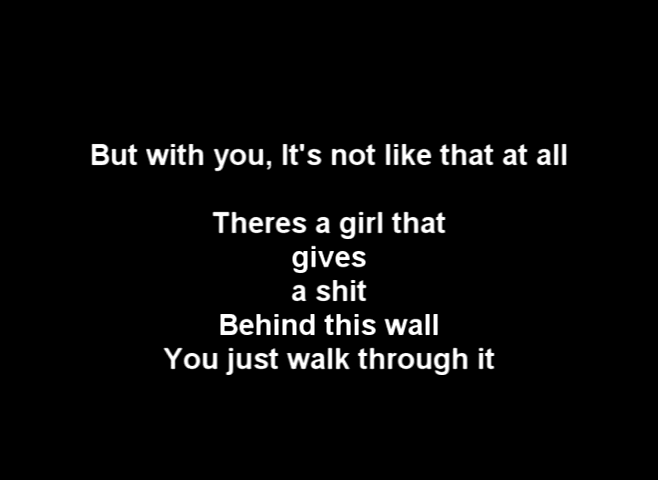 But with you, It's not like that at all
Theres a girl that
gives
a shit
Behind this wall
You just walk through it